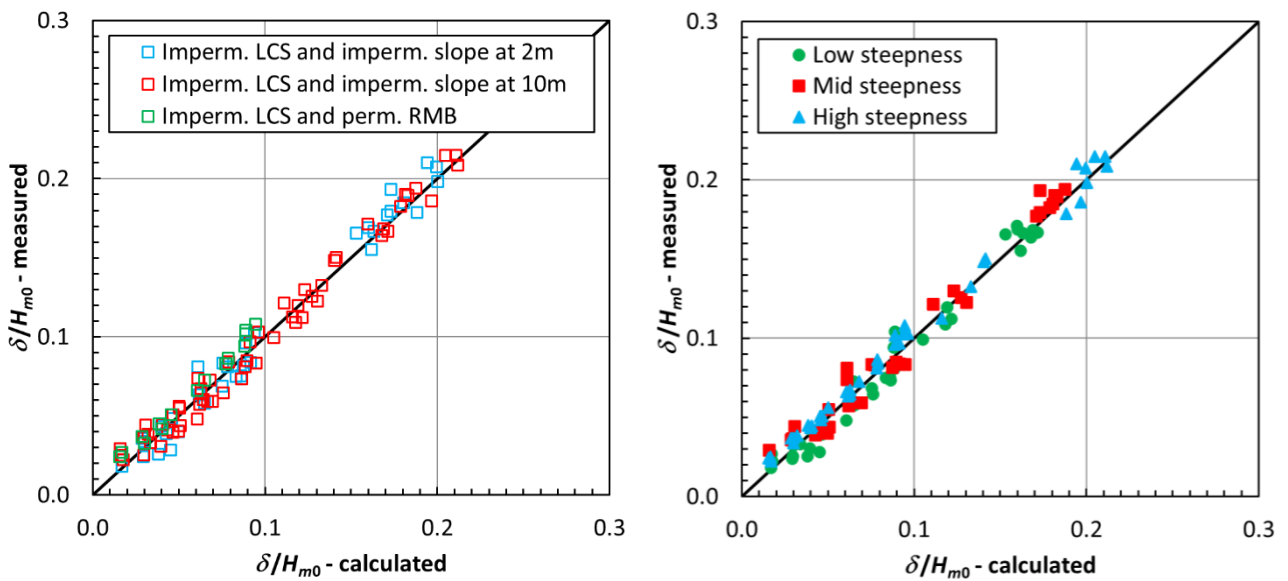 0.3
Imperm. LCS and imperm. slope at 2m
Imperm. LCS and imperm. slope at 10m
Imperm. LCS and perm. RMB
0.2
δ/Hm0 - measured
0.1
0.0
0.0 0.1 0.2 0.3
δ/Hm0 - calculated
0.3
Low steepness
Mid steepness
High steepness
0.2
δ/Hm0 - measured
0.1
0.0
0.0 0.1 0.2 0.3
δ/Hm0 - calculated